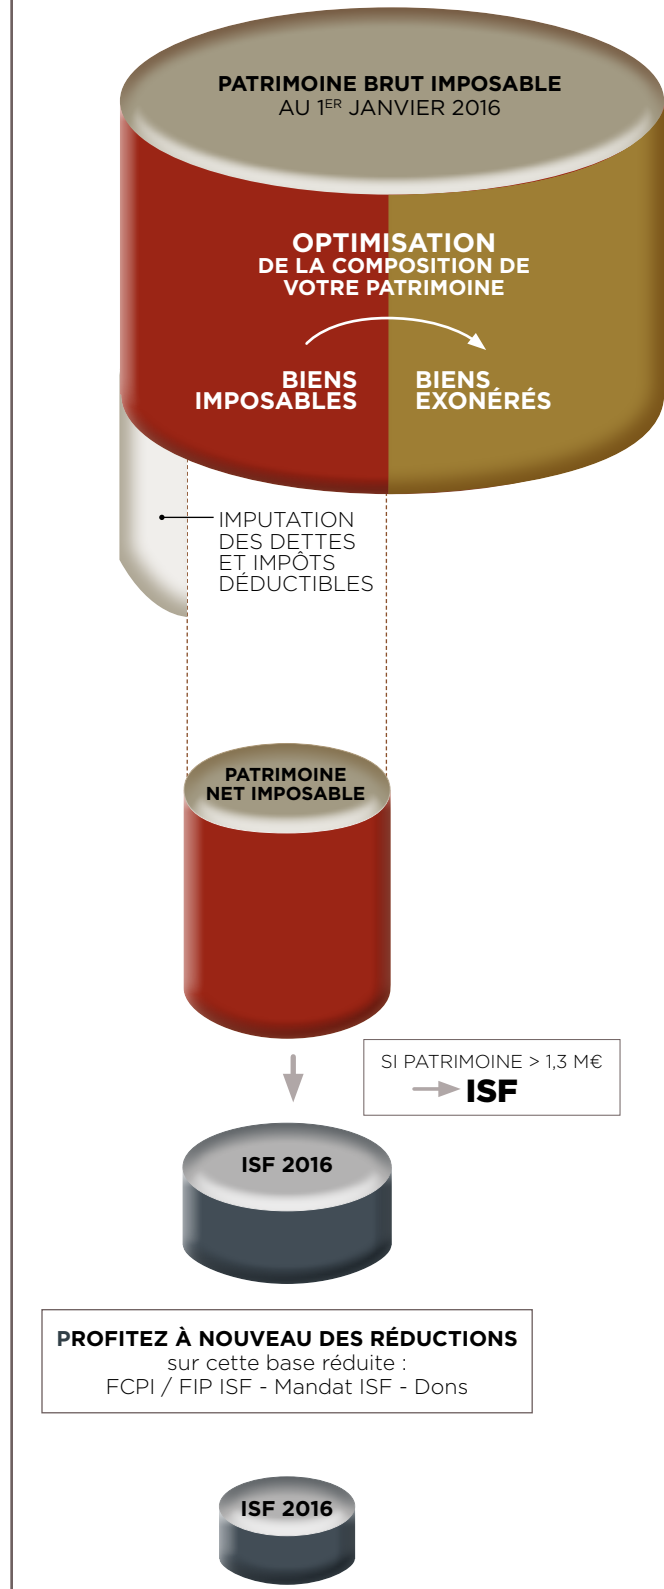 PATRIMOINE BRUT IMPOSABLE
AU 1ER JANVIER 2016
OPTIMISATION
DE LA COMPOSITION DE
VOTRE PATRIMOINE
BIENS
IMPOSABLES
BIENS
EXONÉRÉS
IMPUTATION
DES DETTES
ET IMPÔTS
DÉDUCTIBLES
PATRIMOINE
NET IMPOSABLE
SI PATRIMOINE > 1,3 M€
ISF
ISF 2016
PROFITEZ À NOUVEAU DES RÉDUCTIONS
sur cette base réduite :
FCPI / FIP ISF - Mandat ISF - Dons
ISF 2016